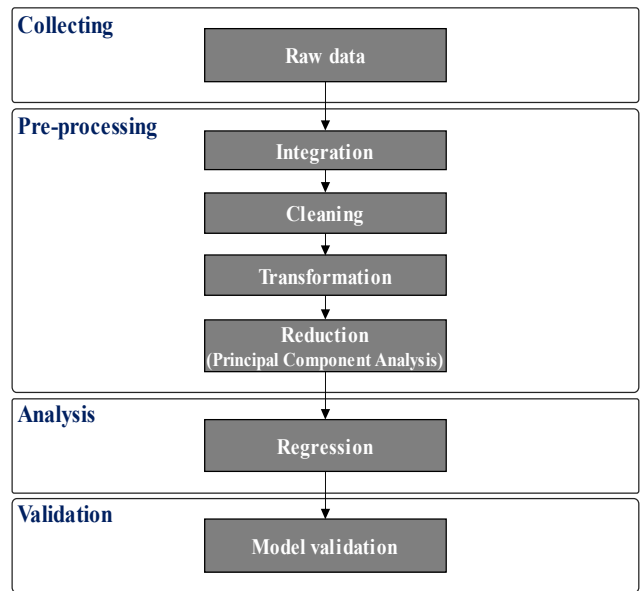 Collecting
Raw data
Pre-processing
Integration
Cleaning
Transformation
Reduction
(Principal Component Analysis)
Analysis
Regression
Validation
Model validation